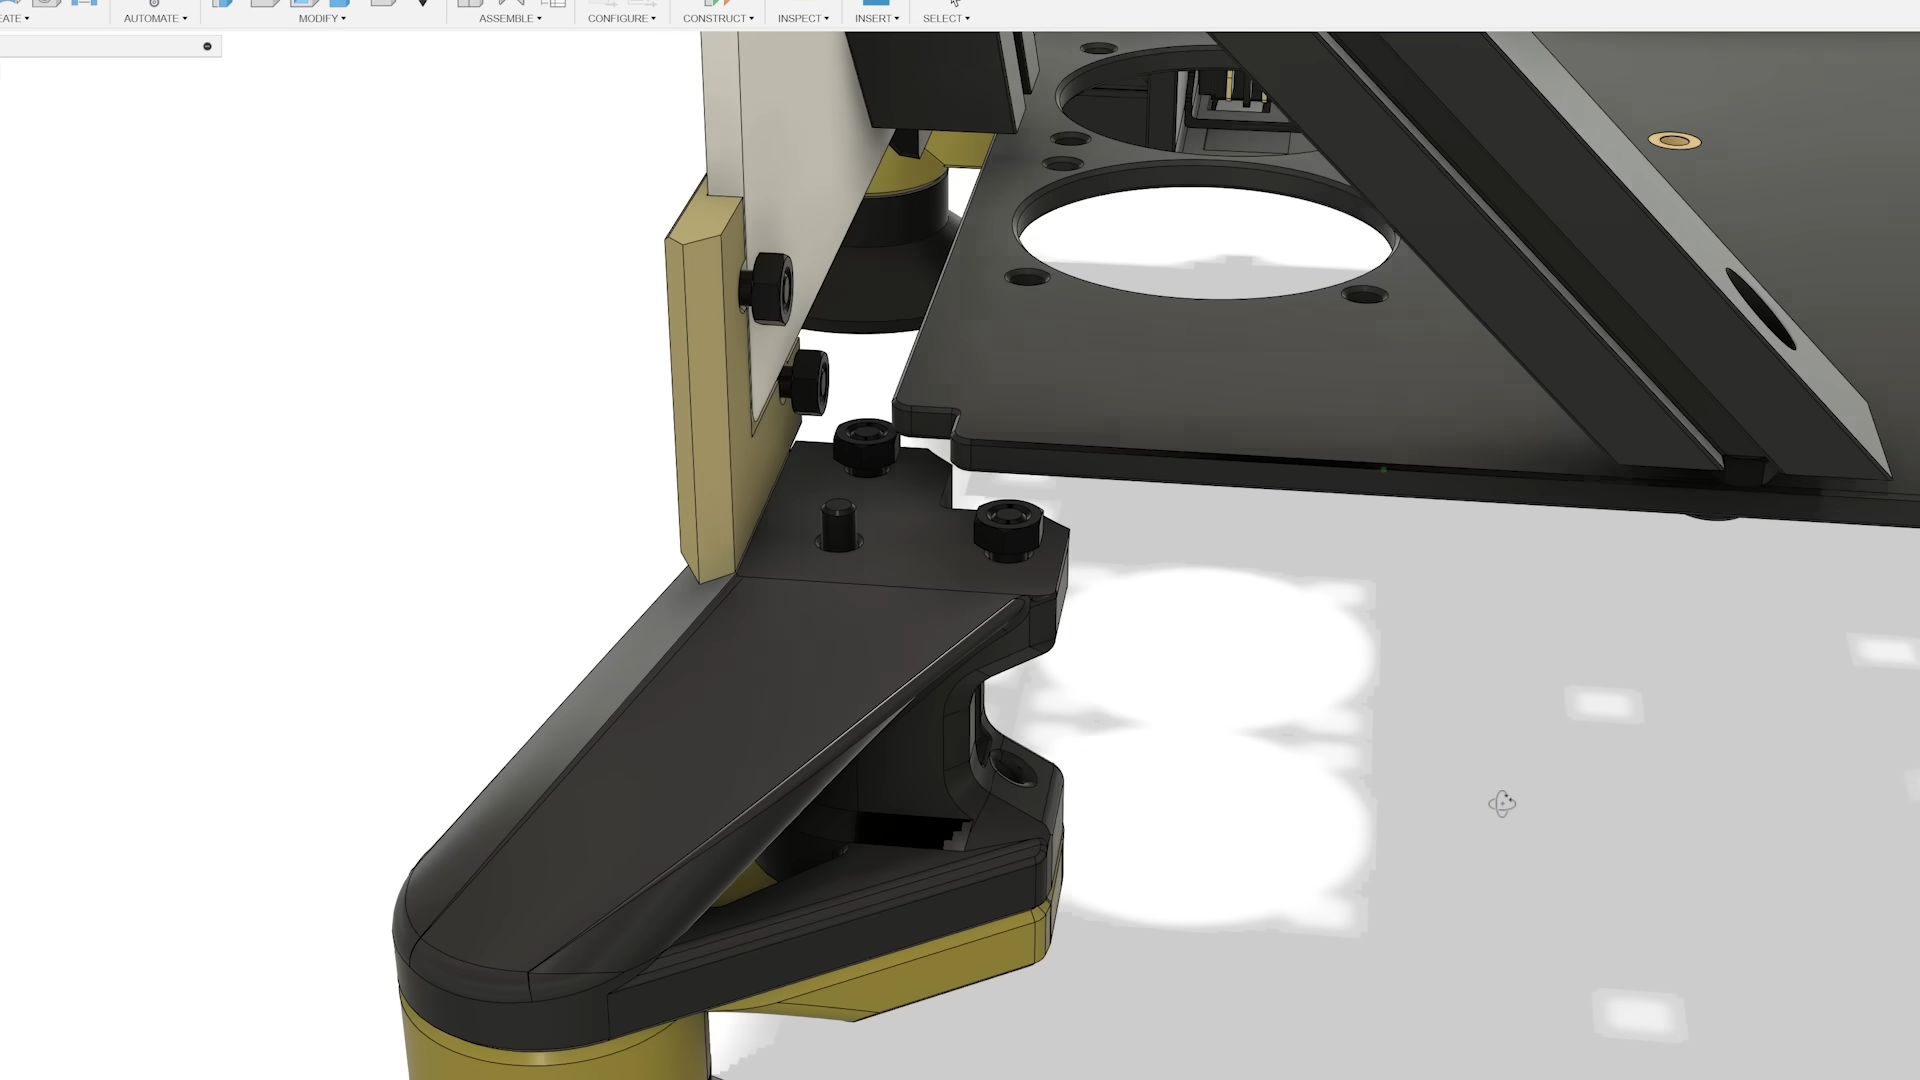 EATE ▾
AUTOMATE ▾
MODIFY ▾
ASSEMBLE ▾
CONFIGURE ▾
CONSTRUCT ▾
INSPECT ▾
INSERT ▾
SELECT ▾